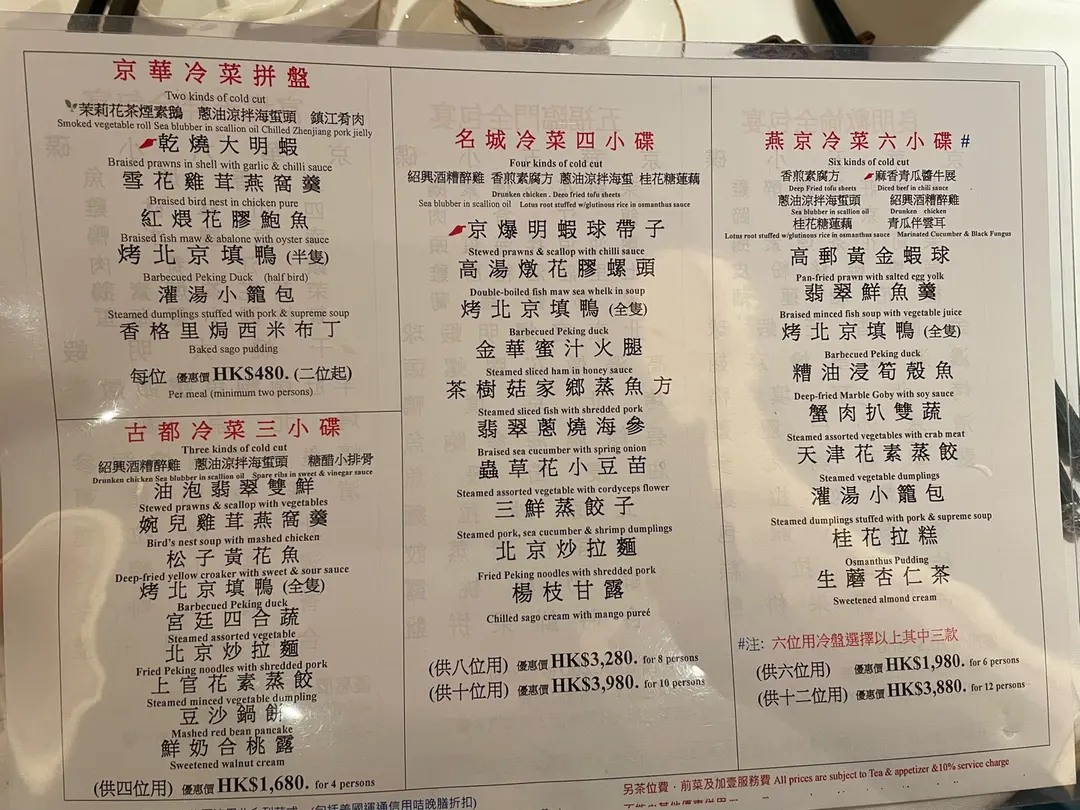 京華冷菜拼盤
Two kinds of cold cut
茉莉花茶煙素鵝 蔥油涼拌海蜇頭 鎮江肴肉
Smoked vegetable roll Sea blubber in scallion oil Chilled Zhenjiang pork jelly
乾燒大明蝦
Braised prawns in shell with garlic & chilli sauce
雪花雞茸燕窩羹
Braised bird nest in chicken pure
紅煨花膠鮑魚
Braised fish maw & abalone with oyster sauce
烤北京填鴨(半隻)
Barbecued Peking Duck (half bird)
灌湯小籠包
Steamed dumplings stuffed with pork & supreme soup
香格里焗西米布丁
Baked sago pudding
每位 優惠價 HK$480. (二位起)
Per meal (minimum two persons)
古都冷菜三小碟
Three kinds of cold cut
紹興酒糟醉雞 蔥油涼拌海蜇頭 糖醋小排骨
Drunken chicken Sea blubber in scallion oil Spare ribs in sweet & vinegar sauce
油泡翡翠雙鮮
Stewed prawns & scallop with vegetables
婉兒雞茸燕窩羹
Bird's nest soup with mashed chicken
松子黃花魚
Deep-fried yellow croaker with sweet & sour sauce
烤北京填鴨(全隻)
Barbecued Peking duck
宮廷四合蔬
Steamed assorted vegetable
北京炒拉麵
Fried Peking noodles with shredded pork
上官花素蒸餃
Steamed minced vegetable dumpling
豆沙鍋餅
Mashed red bean pancake
鮮奶合桃露
Sweetened walnut cream
(供四位用) 優惠價 HK$1,680. for 4 persons
名城冷菜四小碟
Four kinds of cold cut
紹興酒糟醉雞 香煎素腐方 蔥油涼拌海蜇 桂花糖蓮藕
Drunken chicken . Deco fried tofu sheets
Sea blubber in scallion oil Lotus root stuffed w/glutinous rice in osmanthus sauce
京爆明蝦球帶子
Stewed prawns & scallop with chilli sauce
高湯燉花膠螺頭
Double-boiled fish maw sea whelk in soup
烤北京填鴨(全隻)
Barbecued Peking duck
金華蜜汁火腿
Steamed sliced ham in honey sauce
茶樹菇家鄉蒸魚方
Steamed sliced fish with shredded pork
翡翠蔥燒海參
Braised sea cucumber with spring onion
蟲草花小豆苗
Steamed assorted vegetable with cordyceps flower
三鮮蒸餃子
Steamed pork, sea cucumber & shrimp dumplings
北京炒拉麵
Fried Peking noodles with shredded pork
楊枝甘露
Chilled sago cream with mango pureé
(供八位用) 優惠價 HK$3,280. for 8 persons
(供十位用) 優惠價 HK$3,980. for 10 persons
燕京冷菜六小碟#
Six kinds of cold cut
香煎素腐方 麻香青瓜醬牛展
Deep Fried tofu sheets Diced beef in chili sauce
蔥油涼拌海蜇頭 紹興酒糟醉雞
Sea blubber in scallion oil Drunken chicken
桂花糖蓮藕 青瓜伴雲耳
Lotus root stuffed w/glutinous rice in osmanthus sauce Marinated Cucumber & Black Fungus
高郵黃金蝦球
Pan-fried prawn with salted egg yolk
翡翠鮮魚羹
Braised minced fish soup with vegetable juice
烤北京填鴨(全隻)
Barbecued Peking duck
糟油浸筍殼魚
Deep-fried Marble Goby with soy sauce
蟹肉扒雙蔬
Steamed assorted vegetables with crab meat
天津花素蒸餃
Steamed vegetable dumplings
灌湯小籠包
Steamed dumplings stuffed with pork & supreme soup
桂花拉糕
Osmanthus Pudding
生蘑杏仁茶
Sweetened almond cream
#注: 六位用冷盤選擇以上其中三款
(供六位用) 優惠價 HK$1,980. for 6 persons
(供十二位用) 優惠價 HK$3,880. for 12 persons
另茶位費,前菜及加壹服務費 All prices are subject to Tea & appetizer &10% service charge
(包括美國運通信用咭晚膳折扣)